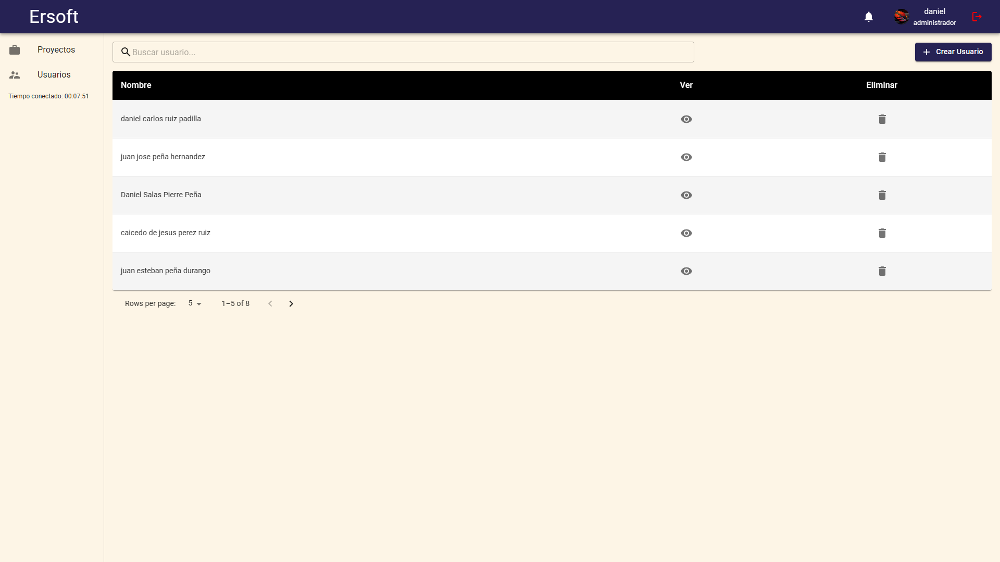 Ersoft
daniel
administrador
Proyectos
Usuarios
Tiempo conectado: 00:07:51
Buscar usuario...
Crear Usuario
Nombre Ver Eliminar
daniel carlos ruiz padilla
juan jose peña hernandez
Daniel Salas Pierre Peña
caicedo de jesus perez ruiz
juan esteban peña durango
Rows per page: 5 1–5 of 8